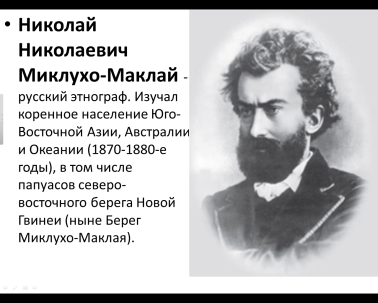 • Николай
Николаевич
Миклухо-Маклай -
русский этнограф. Изучал
коренное население Юго-
Восточной Азии, Австралии
и Океании (1870-1880-е
годы), в том числе
папуасов северо-
восточного берега Новой
Гвинеи (ныне Берег
Миклухо-Маклая).